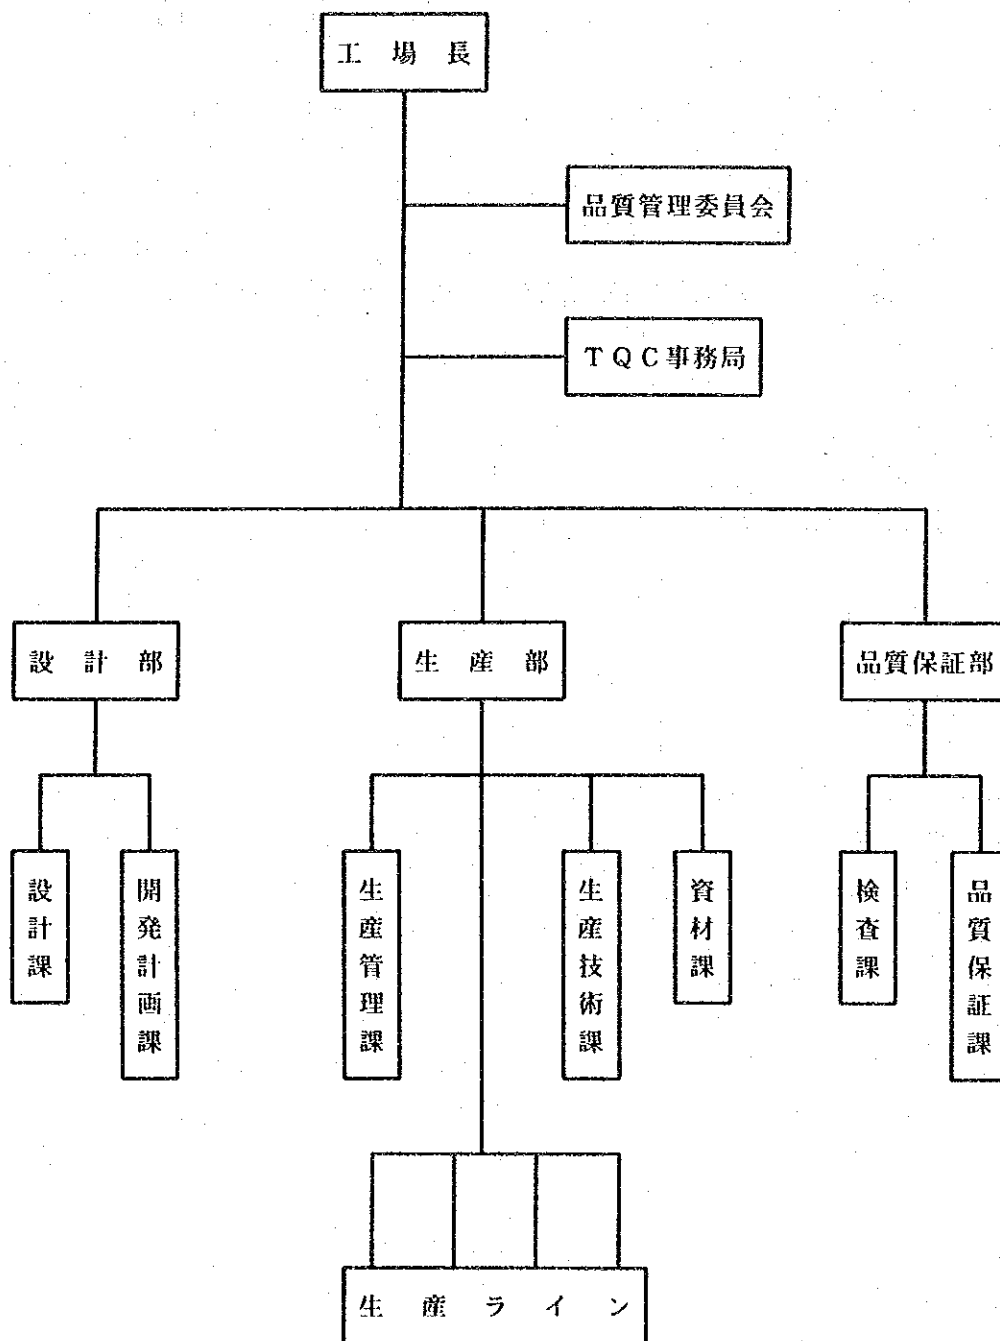 工場長
品質管理委員会
TQC事務局
設計部
生産部
品質保証部
設計課
開発計画課
生産管理課
生産技術課
資材課
検査課
品質保証課
生産ライン